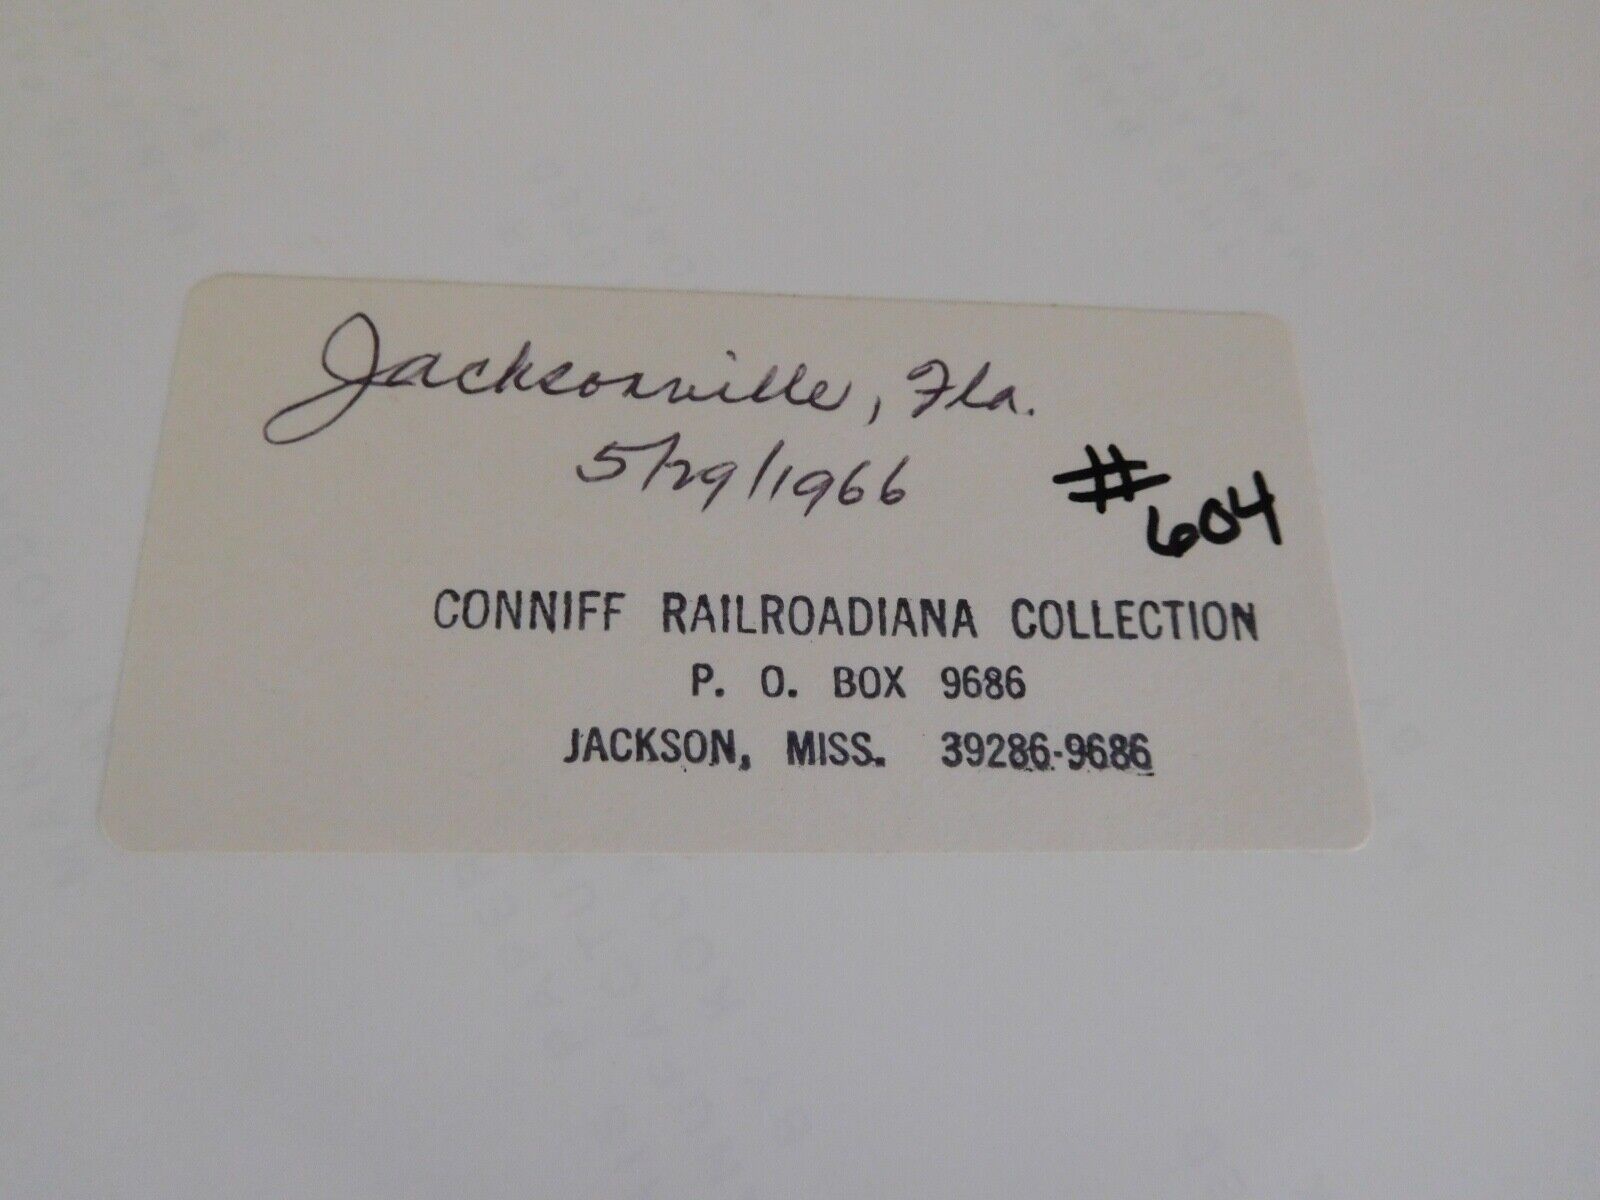 Jacksonville, Fla.
5/29/1966
#604
CONNIFF RAILROADIANA COLLECTION
P. O. BOX 9686
JACKSON, MISS. 39286-9686